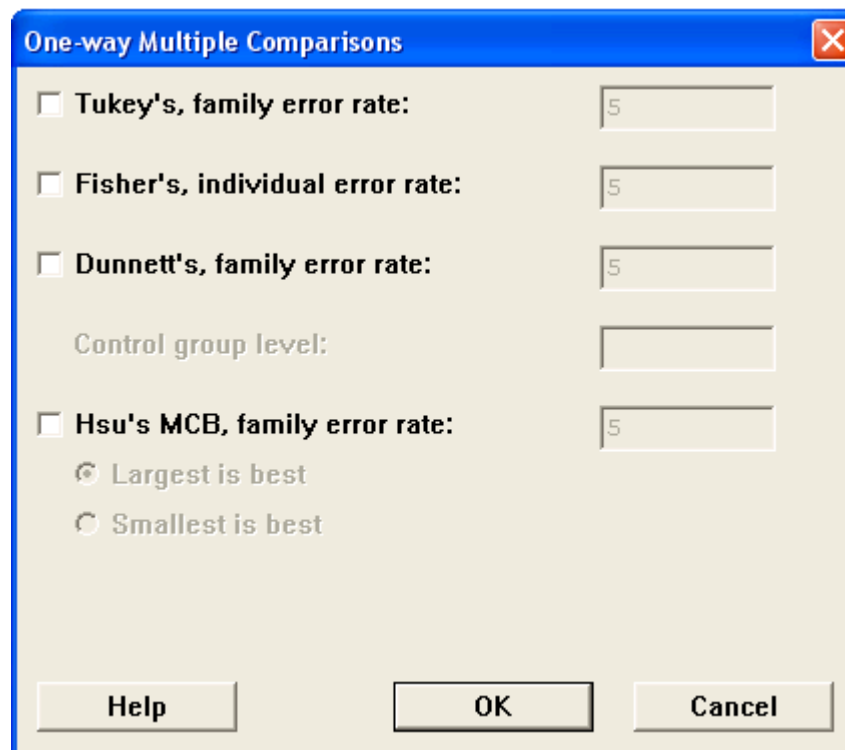 One-way Multiple Comparisons
Tukey's, family error rate: 5
Fisher's, individual error rate: 5
Dunnett's, family error rate: 5
Control group level:
Hsu's MCB, family error rate: 5
Largest is best
Smallest is best
Help OK Cancel